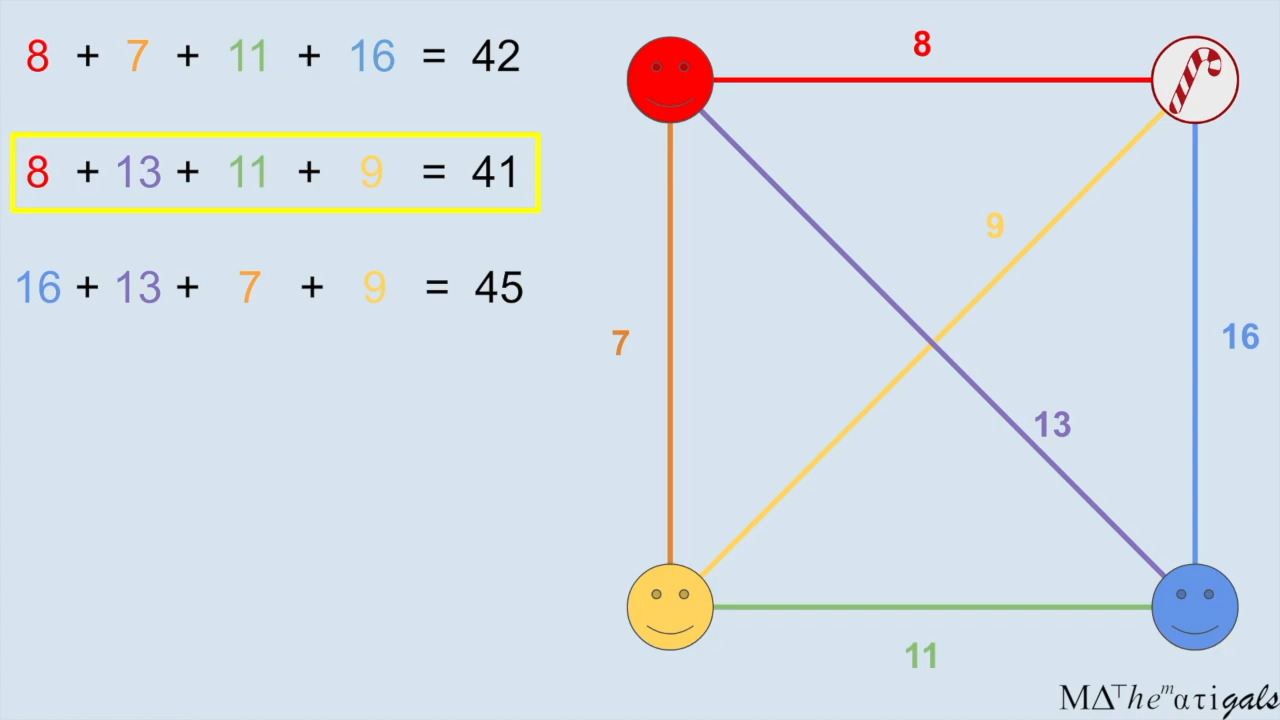 8 + 7 + 11 + 16 = 42
8 + 13 + 11 + 9 = 41
16 + 13 + 7 + 9 = 45
8
9
7
16
13
11
MΔThematigals